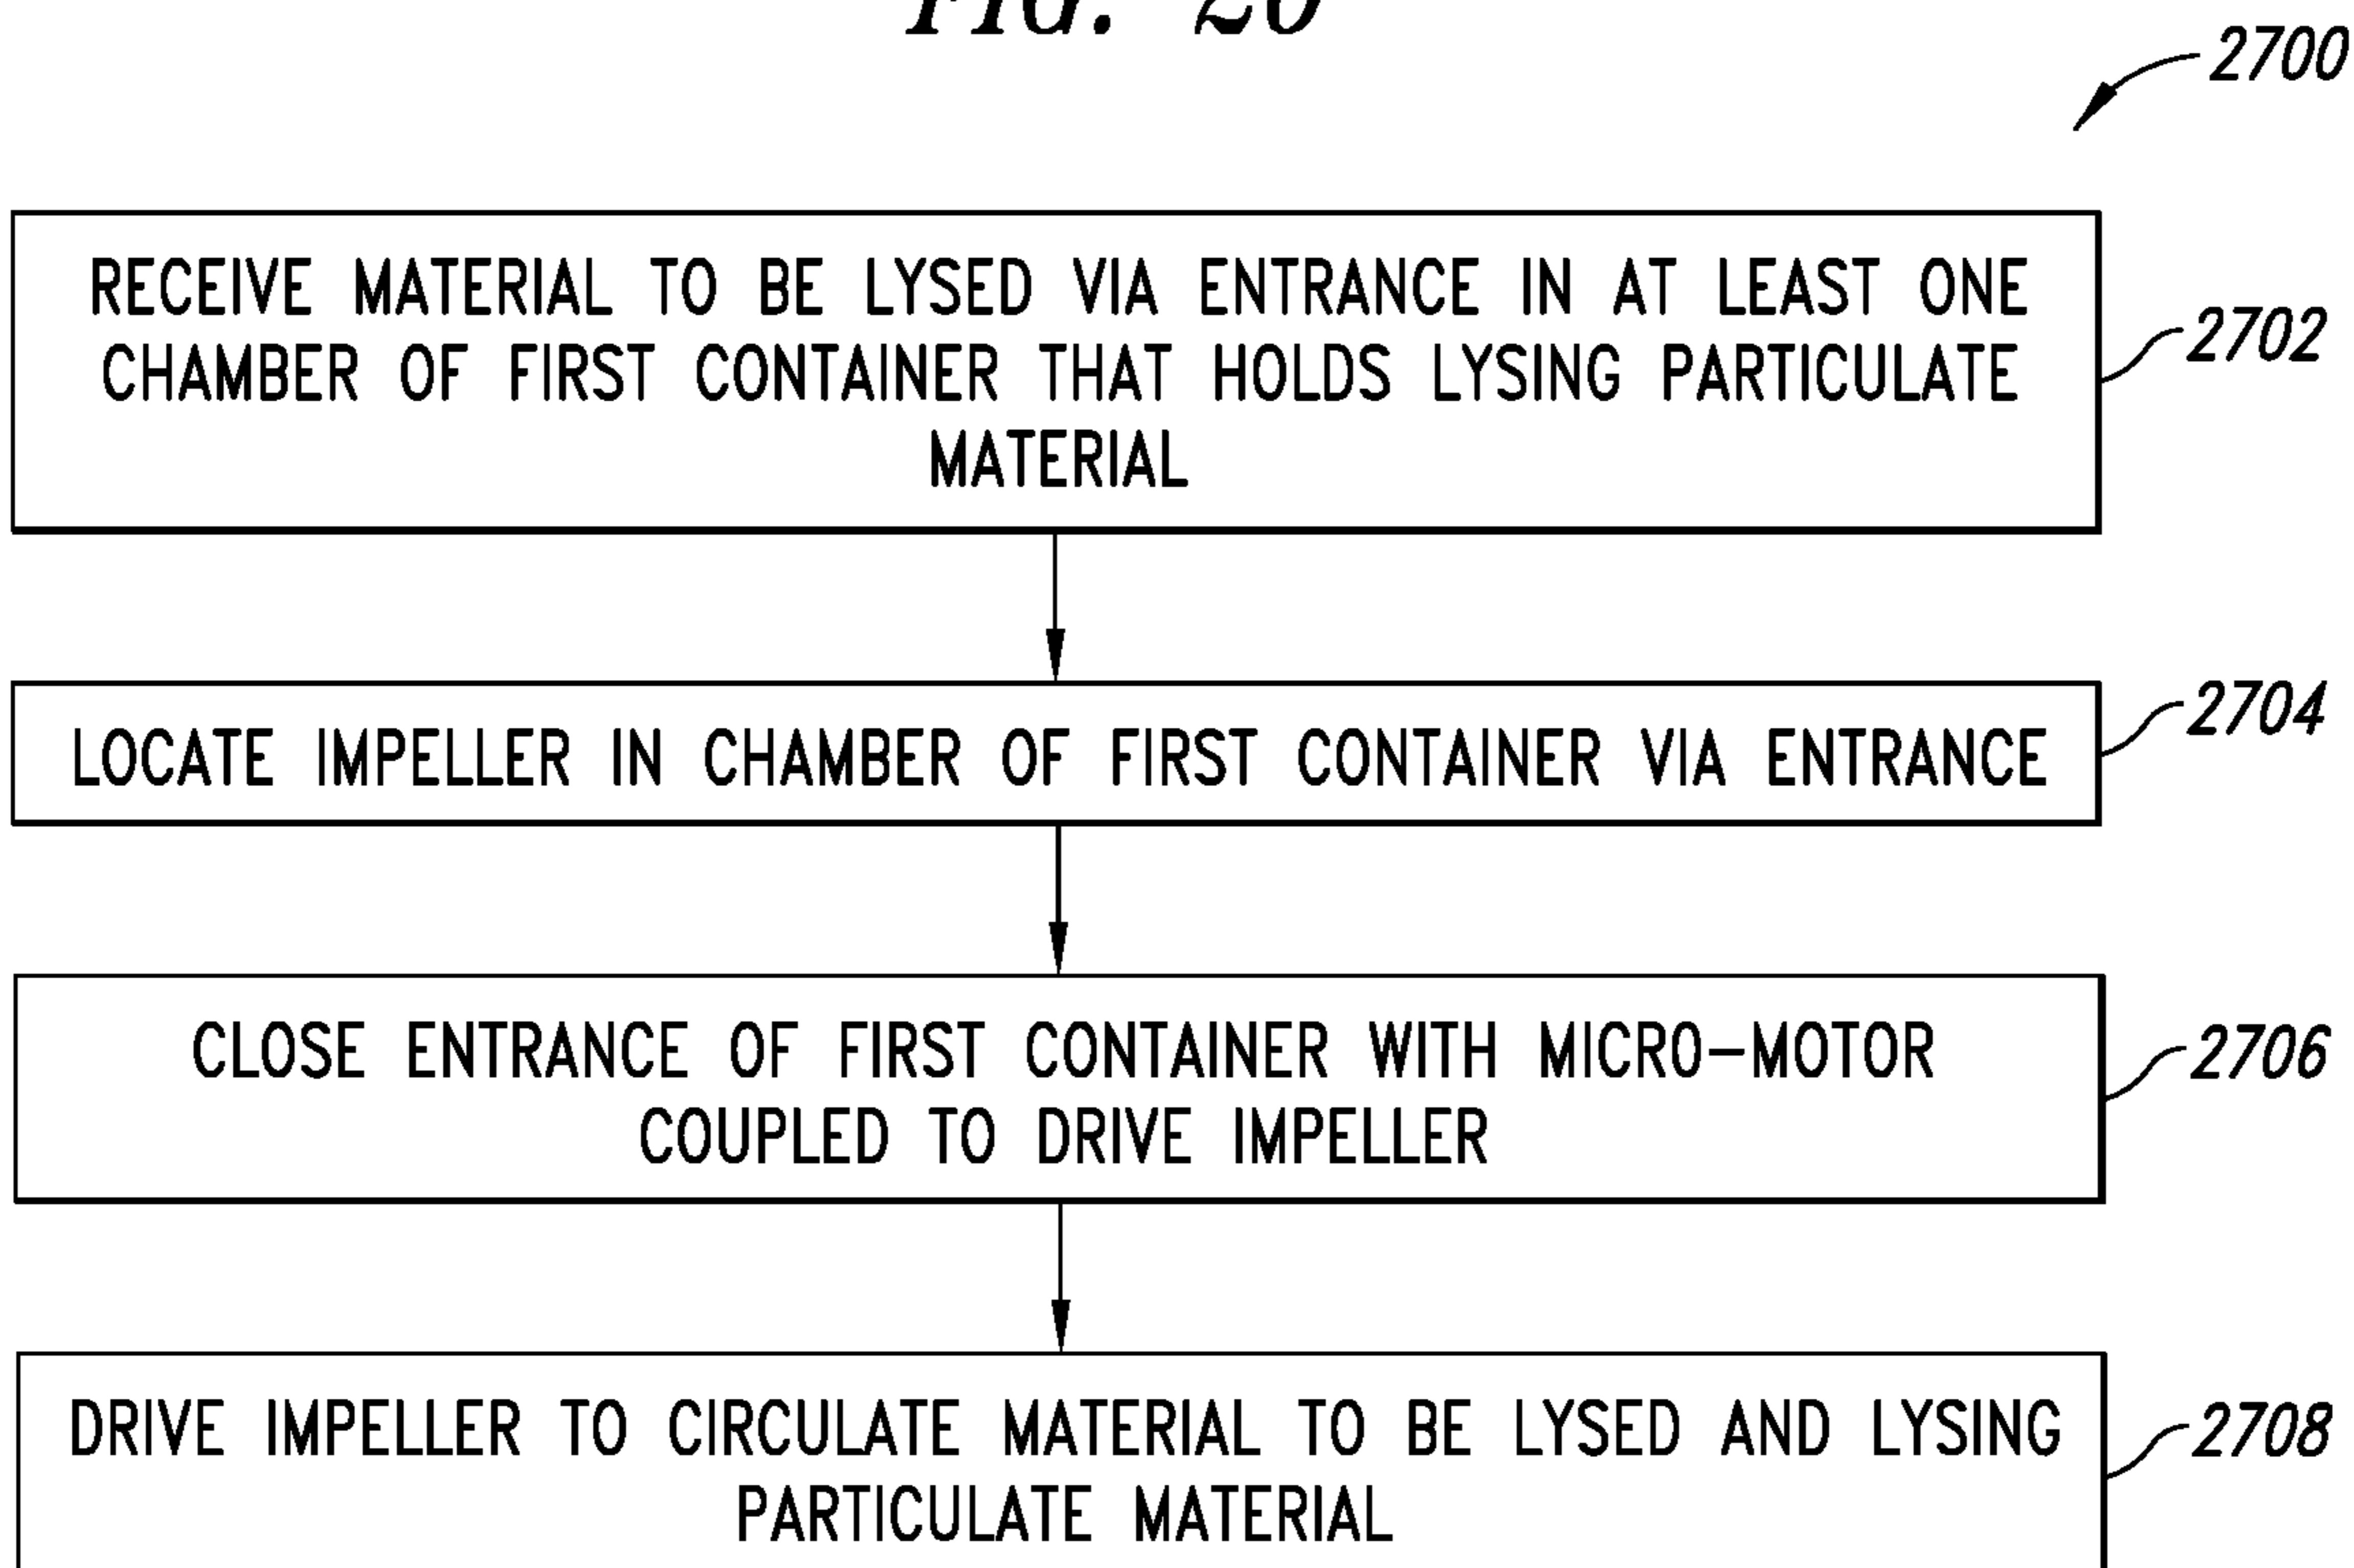 FIG.
2700
RECEIVE MATERIAL TO BE LYSED VIA ENTRANCE IN AT LEAST ONE
CHAMBER OF FIRST CONTAINER THAT HOLDS LYSING PARTICULATE
MATERIAL
2702
LOCATE IMPELLER IN CHAMBER OF FIRST CONTAINER VIA ENTRANCE
2704
CLOSE ENTRANCE OF FIRST CONTAINER WITH MICRO-MOTOR
COUPLED TO DRIVE IMPELLER
2706
DRIVE IMPELLER TO CIRCULATE MATERIAL TO BE LYSED AND LYSING
PARTICULATE MATERIAL
2708